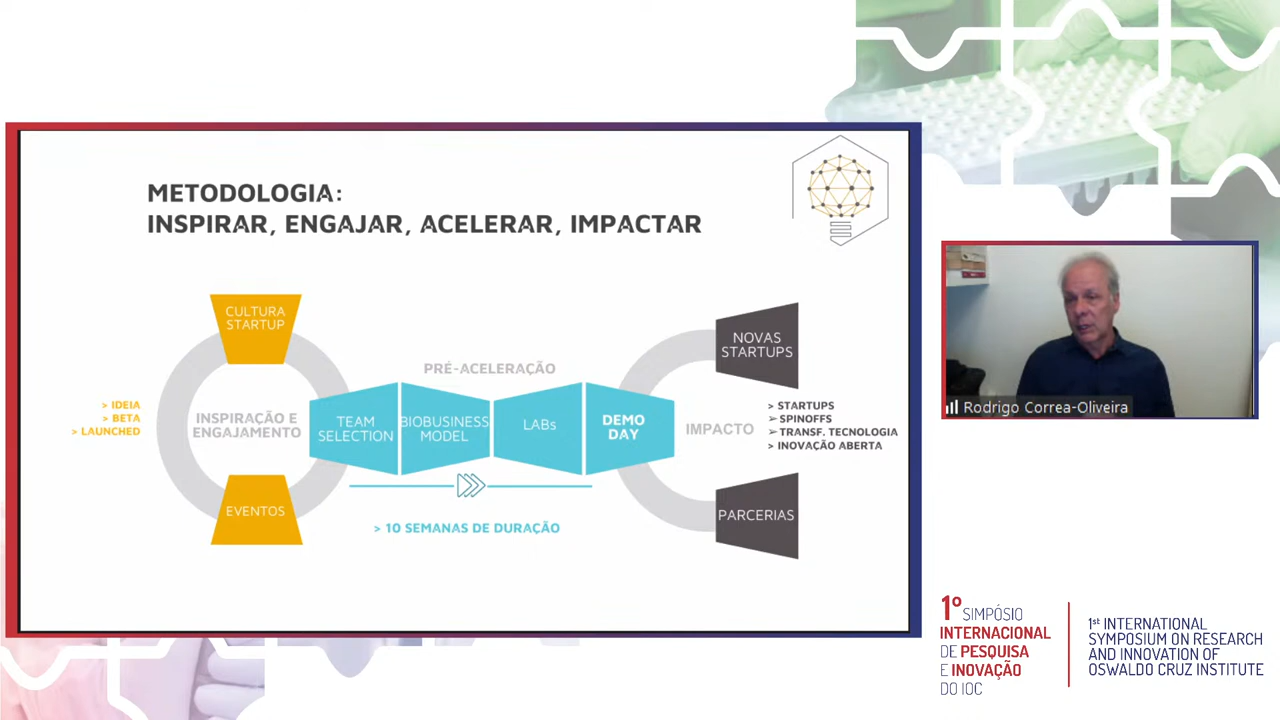 METODOLOGIA:
INSPIRAR, ENGAJAR, ACELERAR, IMPACTAR
CULTURA
STARTUP
> IDEIA
> BETA
> LAUNCHED
INSPIRAÇÃO E
ENGAJAMENTO
EVENTOS
PRÉ-ACELERAÇÃO
TEAM
SELECTION
BIOBUSINESS
MODEL
LABs
DEMO
DAY
> 10 SEMANAS DE DURAÇÃO
IMPACTO
NOVAS
STARTUPS
> STARTUPS
➢ SPINOFFS
➢ TRANSF. TECNOLOGIA
> INOVAÇÃO ABERTA
PARCERIAS
Rodrigo Correa-Oliveira
1º SIMPÓSIO
INTERNACIONAL
DE PESQUISA
E INOVAÇÃO
DO IOC
1st INTERNATIONAL
SYMPOSIUM ON RESEARCH
AND INNOVATION OF
OSWALDO CRUZ INSTITUTE